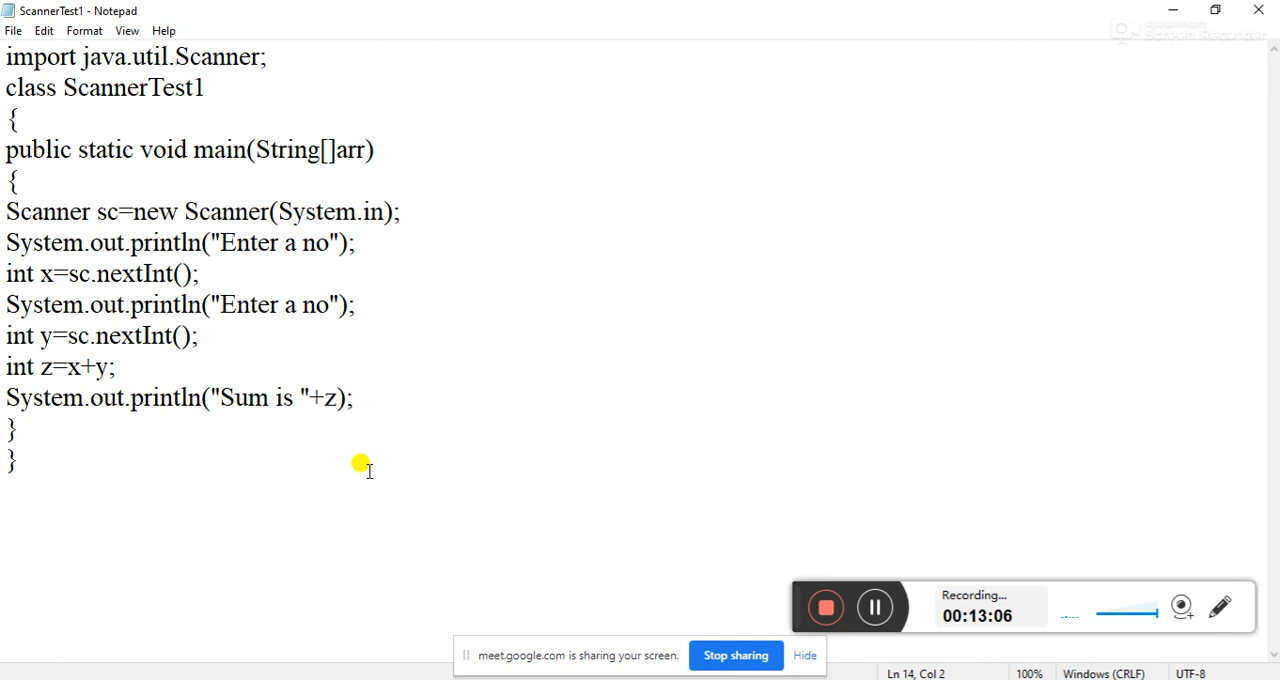 ScannerTest1 - Notepad
File Edit Format View Help
Screen Recorder
import java.util.Scanner;
class ScannerTest1
{
public static void main(String[]arr)
{
Scanner sc=new Scanner(System.in);
System.out.println("Enter a no");
int x=sc.nextInt();
System.out.println("Enter a no");
int y=sc.nextInt();
int z=x+y;
System.out.println("Sum is "+z);
}
}
Recording...
00:13:06
meet.google.com is sharing your screen. Stop sharing Hide
Ln 14, Col 2 100% Windows (CRLF) UTF-8